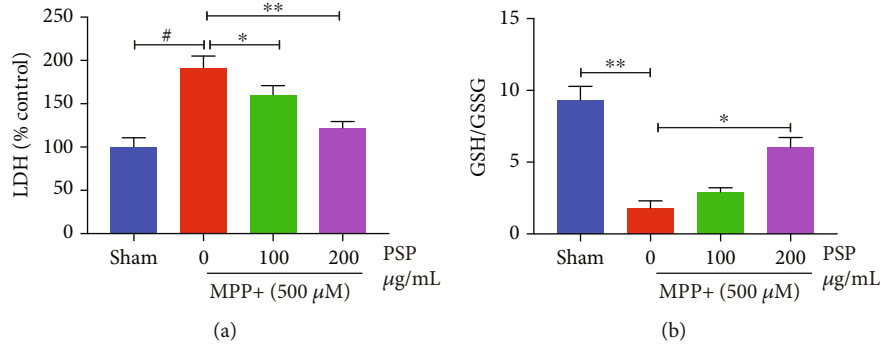 250
200
150
100
50
0
LDH (% control)
#
*
**
Sham
0
100
200
PSP
μg/mL
MPP+ (500 μM)
(a)
15
10
5
0
GSH/GSSG
**
*
Sham
0
100
200
PSP
μg/mL
MPP+ (500 μM)
(b)